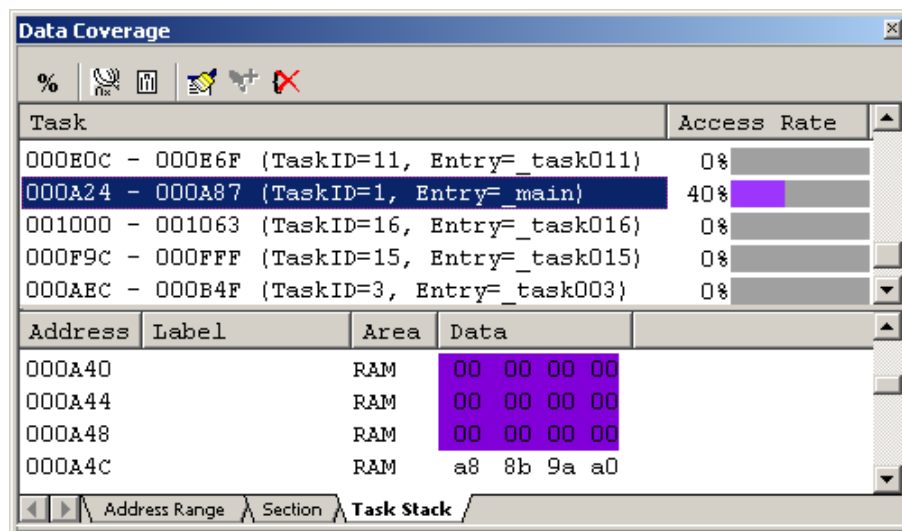 Data Coverage
%
Task Access Rate
000E0C - 000E6F (TaskID=11, Entry=_task011) 0%
000A24 - 000A87 (TaskID=1, Entry=_main) 40%
001000 - 001063 (TaskID=16, Entry=_task016) 0%
000F9C - 000FFF (TaskID=15, Entry=_task015) 0%
000AEC - 000B4F (TaskID=3, Entry=_task003) 0%
Address Label Area Data
000A40 RAM 00 00 00 00
000A44 RAM 00 00 00 00
000A48 RAM 00 00 00 00
000A4C RAM a8 8b 9a a0
Address Range Section Task Stack